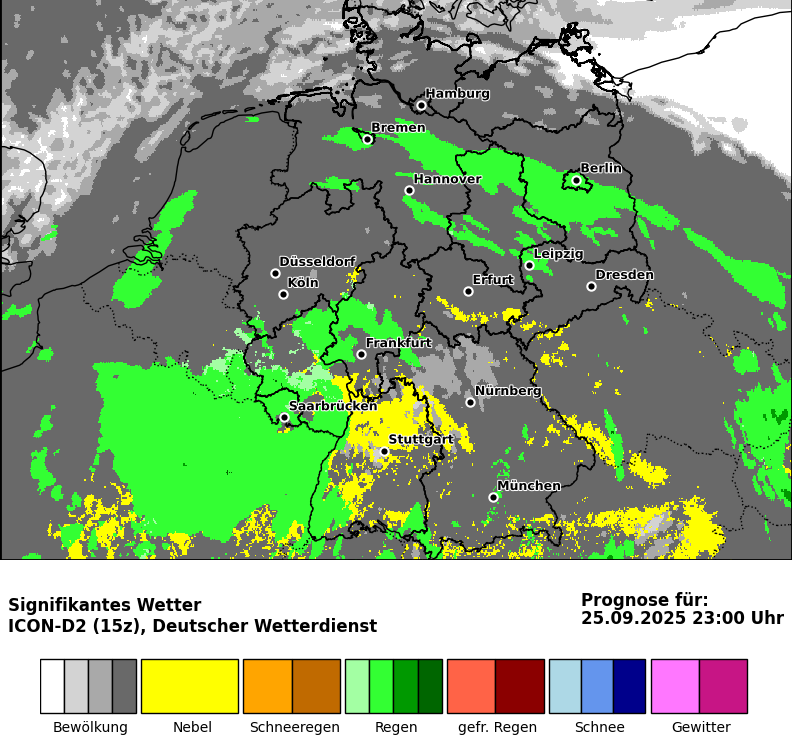 Hamburg
Bremen
Berlin
Hannover
Leipzig
Düsseldorf
Dresden
Köln
Erfurt
Frankfurt
Nürnberg
Saarbrücken
Stuttgart
München
Signifikantes Wetter
ICON-D2 (15z), Deutscher Wetterdienst
Prognose für:
25.09.2025 23:00 Uhr
Bewölkung Nebel Schneeregen Regen gefr. Regen Schnee Gewitter